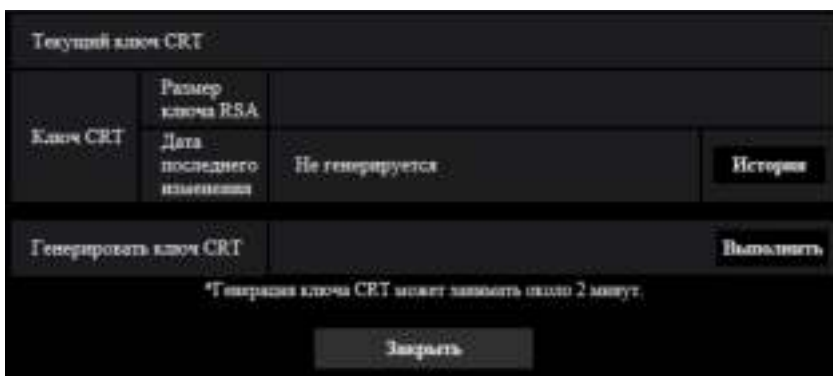 Текущий ключ CRT
Размер
ключа RSA
Ключ CRT
Дата
последнего
изменения
Не генерируется
История
Генерировать ключ CRT
Выполнить
*Генерация ключа CRT может занимать около 2 минут.
Закрыть